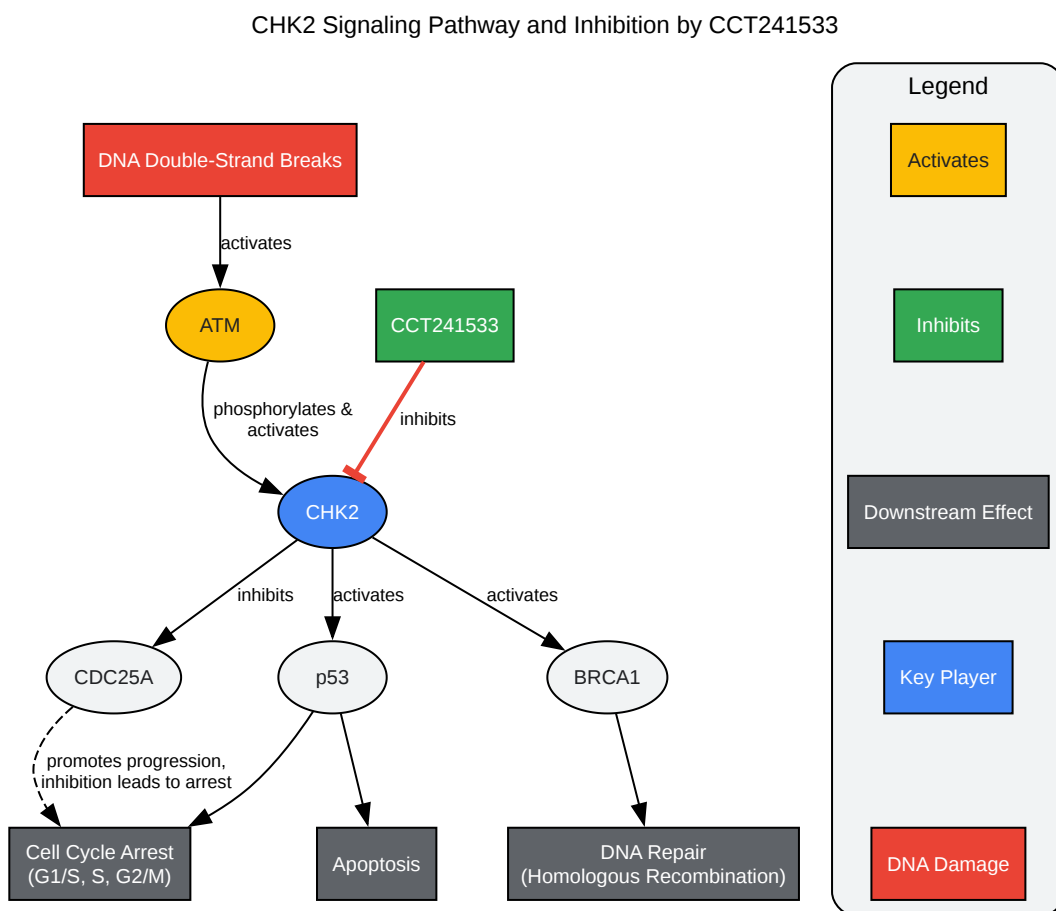 CHK2 Signaling Pathway and Inhibition by CCT241533
DNA Double-Strand Breaks
activates
ATM
CCT241533
phosphorylates &
activates
inhibits
CHK2
inhibits
activates
activates
CDC25A
p53
BRCA1
promotes progression,
inhibition leads to arrest
Cell Cycle Arrest
(G1/S, S, G2/M)
Apoptosis
DNA Repair
(Homologous Recombination)
Legend
Activates
Inhibits
Downstream Effect
Key Player
DNA Damage